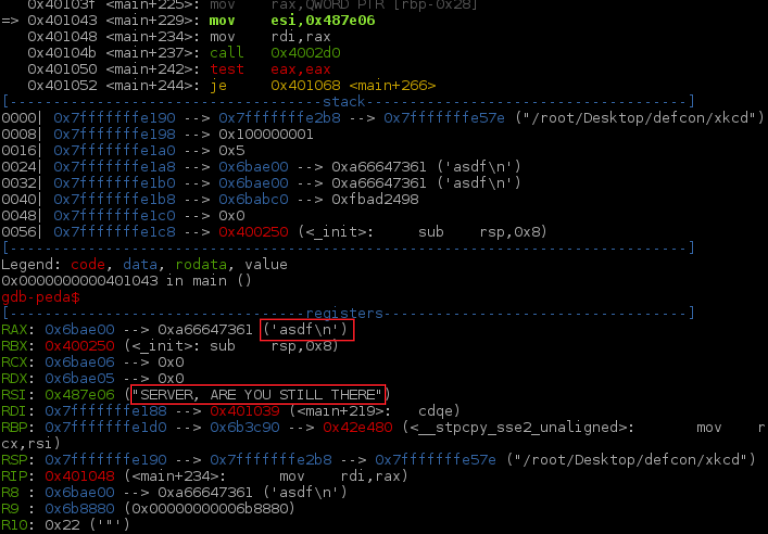 0x40103f <main+225>: mov rax,QWORD PTR [rbp-0x28]
=> 0x401043 <main+229>: mov esi,0x487e06
0x401048 <main+234>: mov rdi,rax
0x40104b <main+237>: call 0x4002d0
0x401050 <main+242>: test eax,eax
0x401052 <main+244>: je 0x401068 <main+266>
[------------------------------------stack-------------------------------------]
0000| 0x7fffffffe190 --> 0x7fffffffe2b8 --> 0x7fffffffe57e ("/root/Desktop/defcon/xkcd")
0008| 0x7fffffffe198 --> 0x100000001
0016| 0x7fffffffe1a0 --> 0x5
0024| 0x7fffffffe1a8 --> 0x6bae00 --> 0xa66647361 ('asdf\n')
0032| 0x7fffffffe1b0 --> 0x6bae00 --> 0xa66647361 ('asdf\n')
0040| 0x7fffffffe1b8 --> 0x6babc0 --> 0xfbad2498
0048| 0x7fffffffe1c0 --> 0x0
0056| 0x7fffffffe1c8 --> 0x400250 (<_init>: sub rsp,0x8)
[------------------------------------------------------------------------------]
Legend: code, data, rodata, value
0x0000000000401043 in main ()
gdb-peda$
[----------------------------------registers-----------------------------------]
RAX: 0x6bae00 --> 0xa66647361 ('asdf\n')
RBX: 0x400250 (<_init>: sub rsp,0x8)
RCX: 0x6bae06 --> 0x0
RDX: 0x6bae05 --> 0x0
RSI: 0x487e06 ("SERVER, ARE YOU STILL THERE")
RDI: 0x7fffffffe188 --> 0x401039 (<main+219>: cdqe)
RBP: 0x7fffffffe1d0 --> 0x6b3c90 --> 0x42e480 (<__stpcpy_sse2_unaligned>: mov r
cx,rsi)
RSP: 0x7fffffffe190 --> 0x7fffffffe2b8 --> 0x7fffffffe57e ("/root/Desktop/defcon/xkcd")
RIP: 0x401048 (<main+234>: mov rdi,rax)
R8 : 0x6bae00 --> 0xa66647361 ('asdf\n')
R9 : 0x6b8880 (0x00000000006b8880)
R10: 0x22 ('"')